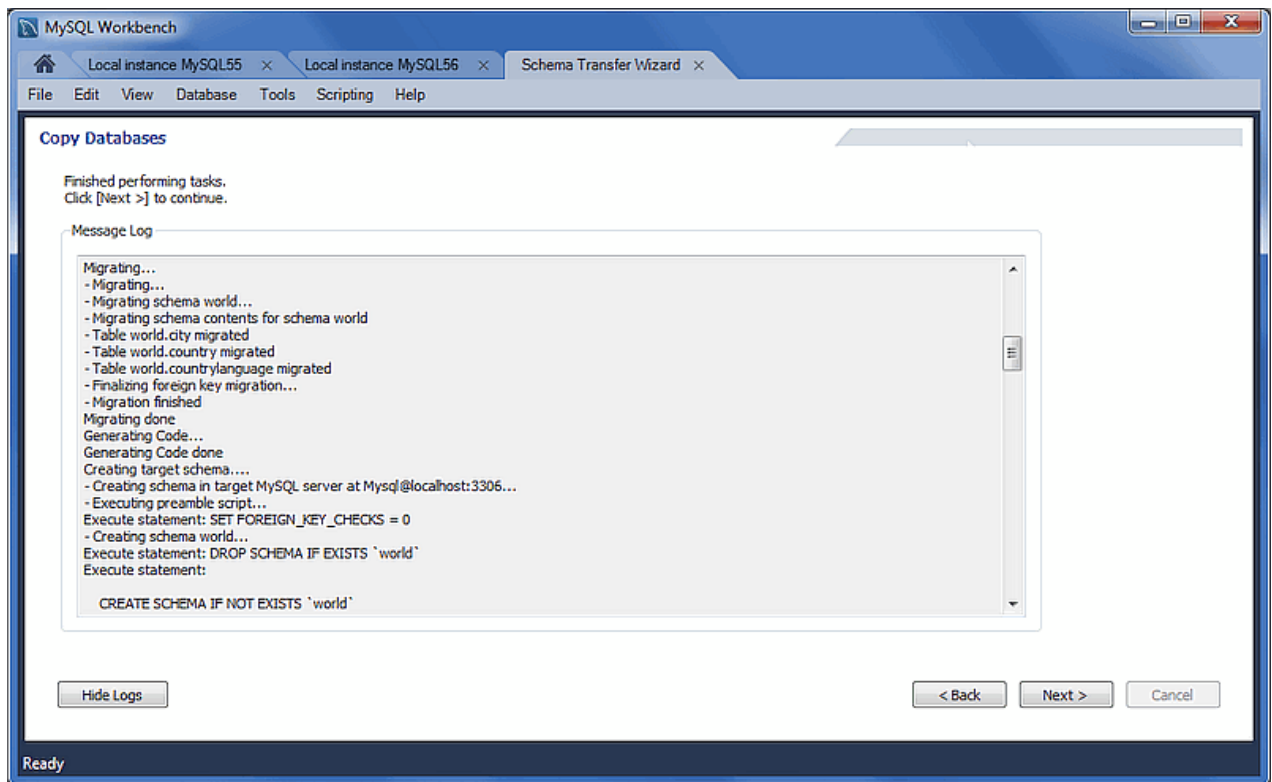 MySQL Workbench
Local instance MySQL55 × Local instance MySQL56 × Schema Transfer Wizard ×
File Edit View Database Tools Scripting Help
Copy Databases
Finished performing tasks.
Click [Next >] to continue.
Message Log
Migrating...
- Migrating...
- Migrating schema world...
- Migrating schema contents for schema world
- Table world.city migrated
- Table world.country migrated
- Table world.countrylanguage migrated
- Finalizing foreign key migration...
- Migration finished
Migrating done
Generating Code...
Generating Code done
Creating target schema....
- Creating schema in target MySQL server at Mysql@localhost:3306...
- Executing preamble script...
Execute statement: SET FOREIGN_KEY_CHECKS = 0
- Creating schema world...
Execute statement: DROP SCHEMA IF EXISTS `world`
Execute statement:
CREATE SCHEMA IF NOT EXISTS `world`
Hide Logs < Back Next > Cancel
Ready